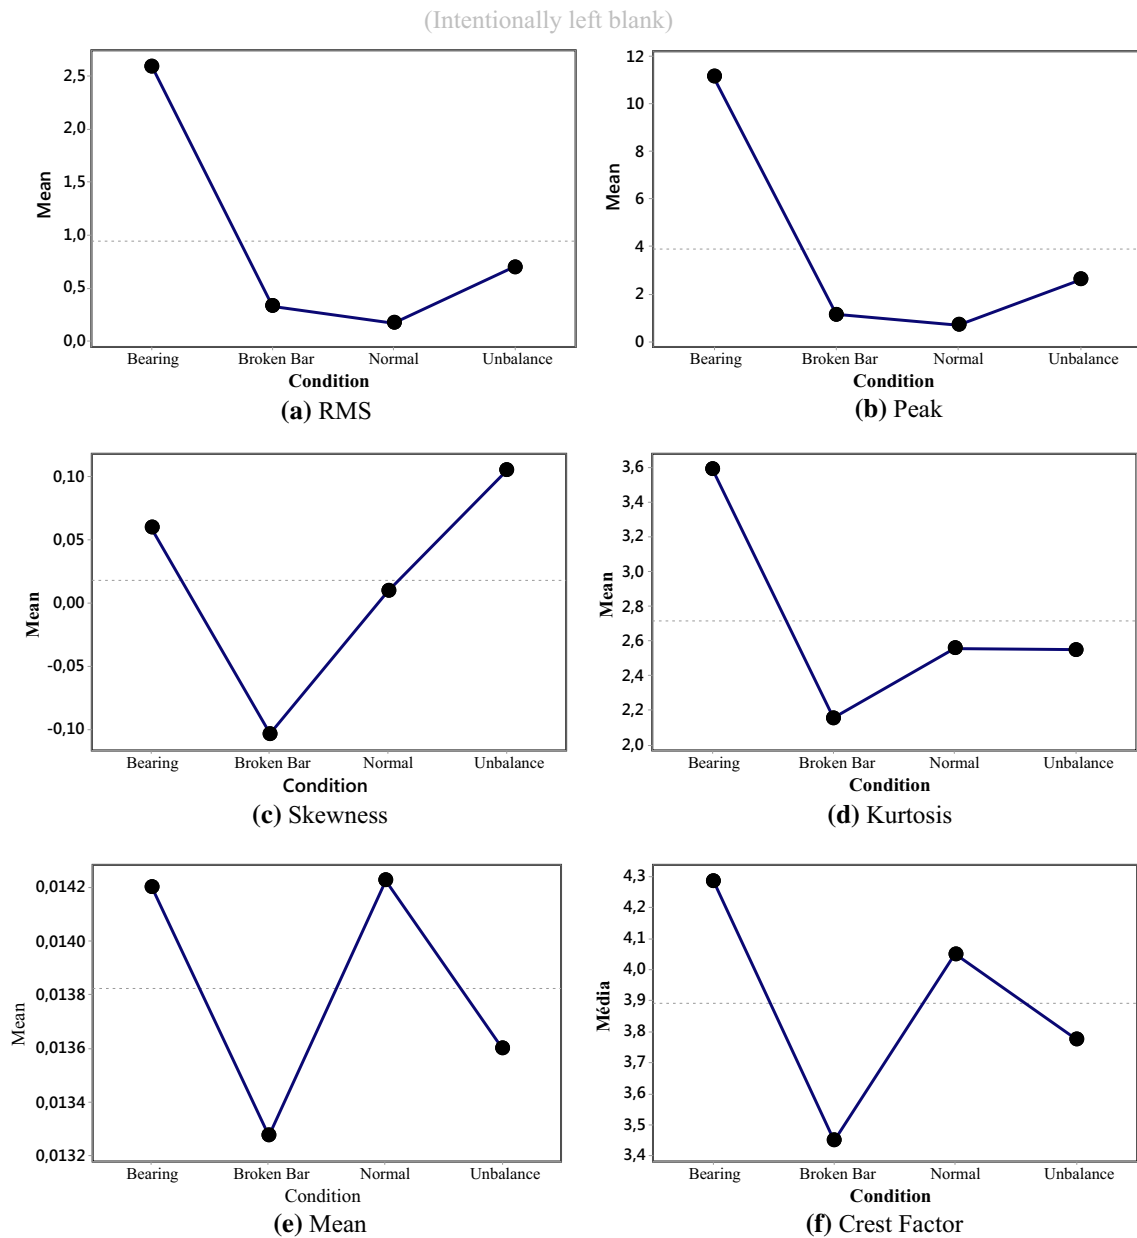 (Intentionally left blank)
2,5
2,0
1,5
1,0
0,5
0,0
Mean
Bearing Broken Bar Normal Unbalance
Condition
(a) RMS
12
10
8
6
4
2
0
Mean
Bearing Broken Bar Normal Unbalance
Condition
(b) Peak
0,10
0,05
0,00
-0,05
-0,10
Mean
Bearing Broken Bar Normal Unbalance
Condition
(c) Skewness
3,6
3,4
3,2
3,0
2,8
2,6
2,4
2,2
2,0
Mean
Bearing Broken Bar Normal Unbalance
Condition
(d) Kurtosis
0,0142
0,0140
0,0138
0,0136
0,0134
0,0132
Mean
Bearing Broken Bar Normal Unbalance
Condition
(e) Mean
4,3
4,2
4,1
4,0
3,9
3,8
3,7
3,6
3,5
3,4
Média
Bearing Broken Bar Normal Unbalance
Condition
(f) Crest Factor